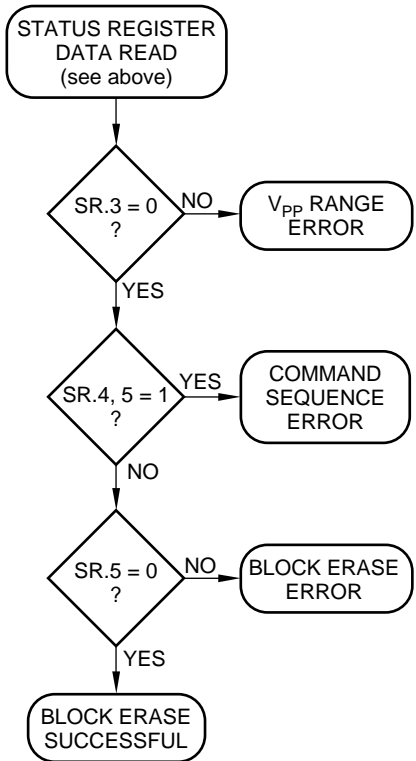 STATUS REGISTER
DATA READ
(see above)
SR.3 = 0
?
NO
VPP RANGE
ERROR
YES
SR.4, 5 = 1
?
YES
COMMAND
SEQUENCE
ERROR
NO
SR.5 = 0
?
NO
BLOCK ERASE
ERROR
YES
BLOCK ERASE
SUCCESSFUL